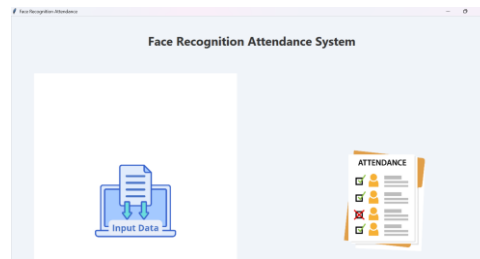 Face Recognition Attendance
Face Recognition Attendance System
ATTENDANCE
Input Data